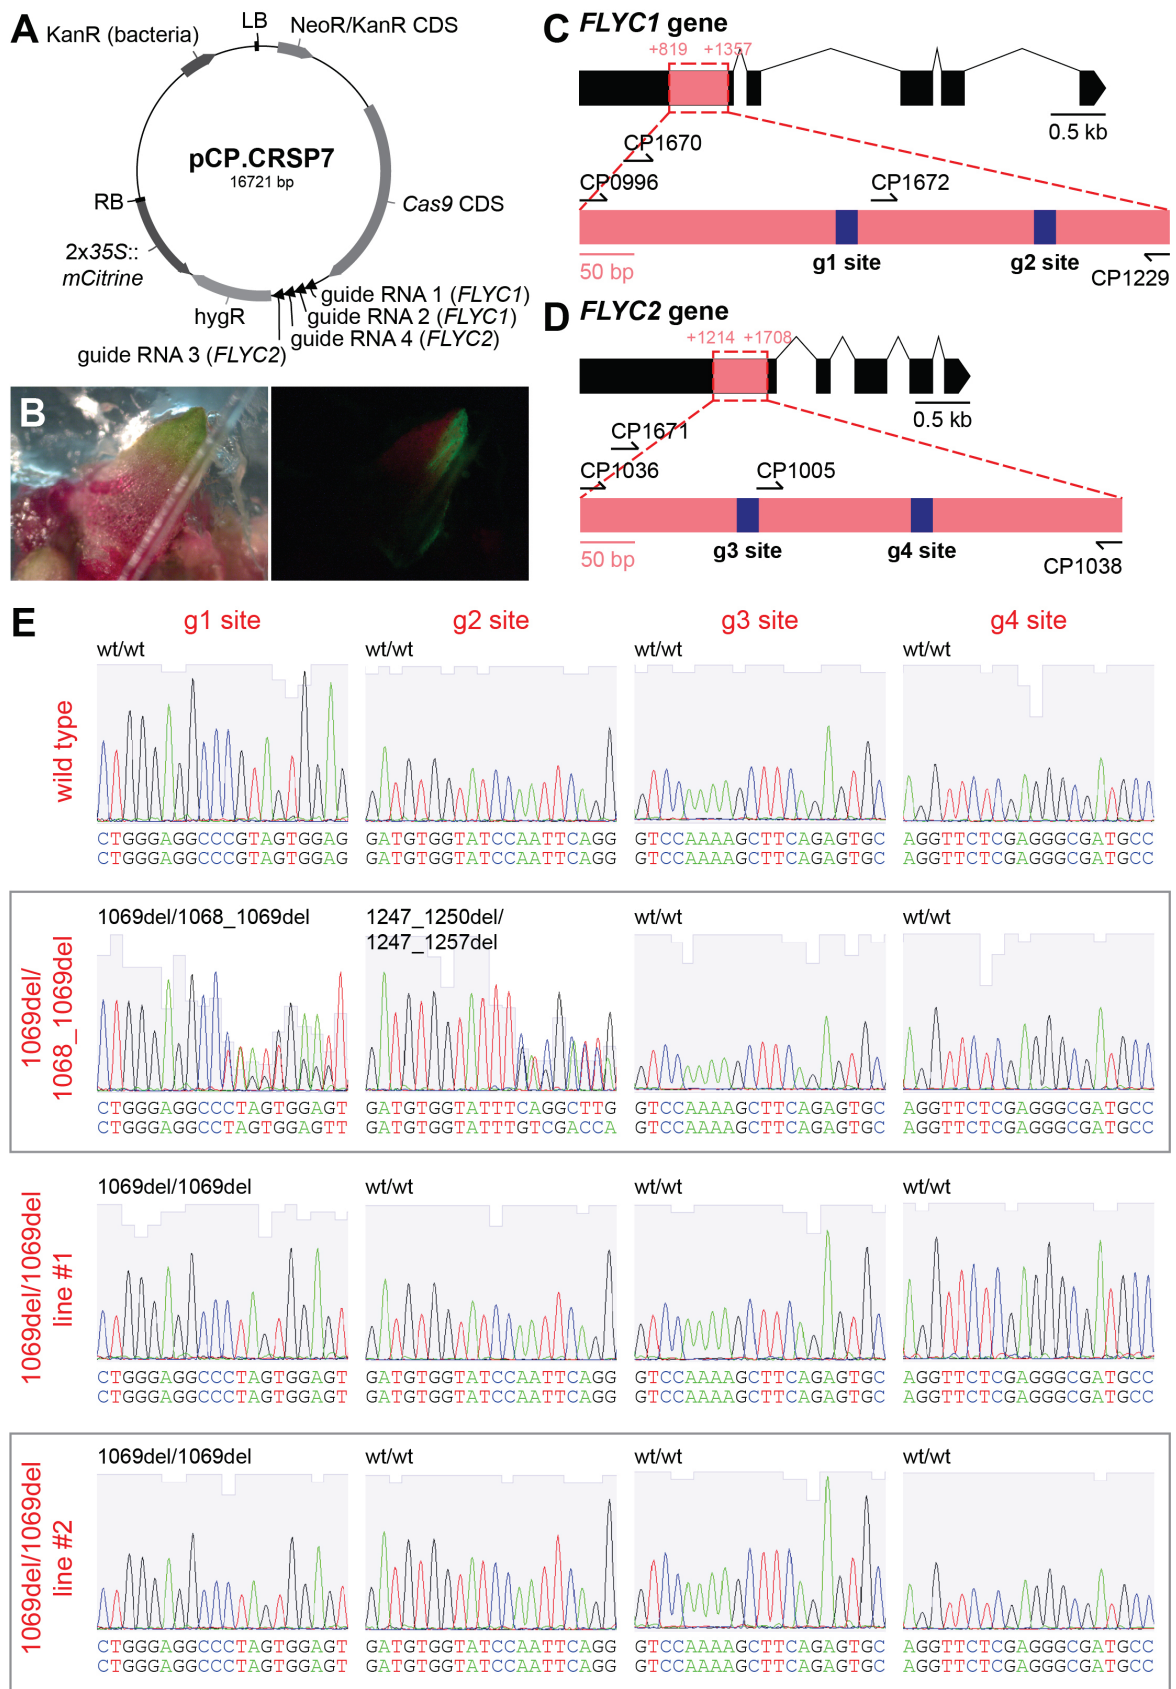 A
KanR (bacteria)
LB
NeoR/KanR CDS
pCP.CRSP7
16721 bp
RB
Cas9 CDS
2x35S::
mCitrine
hygR
guide RNA 1 (FLYC1)
guide RNA 2 (FLYC1)
guide RNA 4 (FLYC2)
guide RNA 3 (FLYC2)
B
C FLYC1 gene
+819 +1357
0.5 kb
CP1670
CP0996
CP1672
g1 site
g2 site
50 bp
CP1229
D FLYC2 gene
+1214 +1708
0.5 kb
CP1671
CP1036
CP1005
g3 site
g4 site
50 bp
CP1038
E
g1 site g2 site g3 site g4 site
wild type
wt/wt wt/wt wt/wt wt/wt
CTGGGAGGCCCGTAGTGGAG GATGTGGTATCCAATTCAGG GTCCAAAAGCTTCAGAGTGC AGGTTCTCGAGGGCGATGCC
CTGGGAGGCCCGTAGTGGAG GATGTGGTATCCAATTCAGG GTCCAAAAGCTTCAGAGTGC AGGTTCTCGAGGGCGATGCC
1069del/
1068_1069del
1069del/1068_1069del 1247_1250del/ wt/wt wt/wt
1247_1257del
CTGGGAGGCCCTAGTGGAGT GATGTGGTATTTCAGGCTTG GTCCAAAAGCTTCAGAGTGC AGGTTCTCGAGGGCGATGCC
CTGGGAGGCCTAGTGGAGTT GATGTGGTATTTGTCGACCA GTCCAAAAGCTTCAGAGTGC AGGTTCTCGAGGGCGATGCC
1069del/1069del
line #1
1069del/1069del wt/wt wt/wt wt/wt
CTGGGAGGCCCTAGTGGAGT GATGTGGTATCCAATTCAGG GTCCAAAAGCTTCAGAGTGC AGGTTCTCGAGGGCGATGCC
CTGGGAGGCCCTAGTGGAGT GATGTGGTATCCAATTCAGG GTCCAAAAGCTTCAGAGTGC AGGTTCTCGAGGGCGATGCC
1069del/1069del
line #2
1069del/1069del wt/wt wt/wt wt/wt
CTGGGAGGCCCTAGTGGAGT GATGTGGTATCCAATTCAGG GTCCAAAAGCTTCAGAGTGC AGGTTCTCGAGGGCGATGCC
CTGGGAGGCCCTAGTGGAGT GATGTGGTATCCAATTCAGG GTCCAAAAGCTTCAGAGTGC AGGTTCTCGAGGGCGATGCC